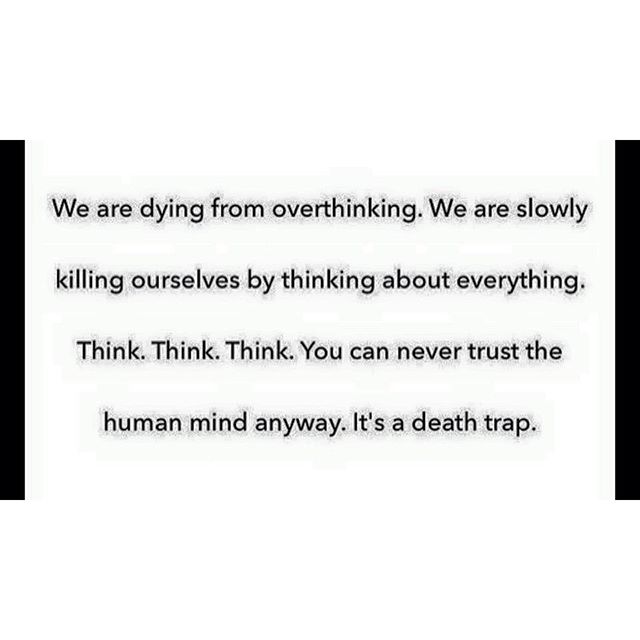 We are dying from overthinking. We are slowly
killing ourselves by thinking about everything.
Think. Think. Think. You can never trust the
human mind anyway. It's a death trap.